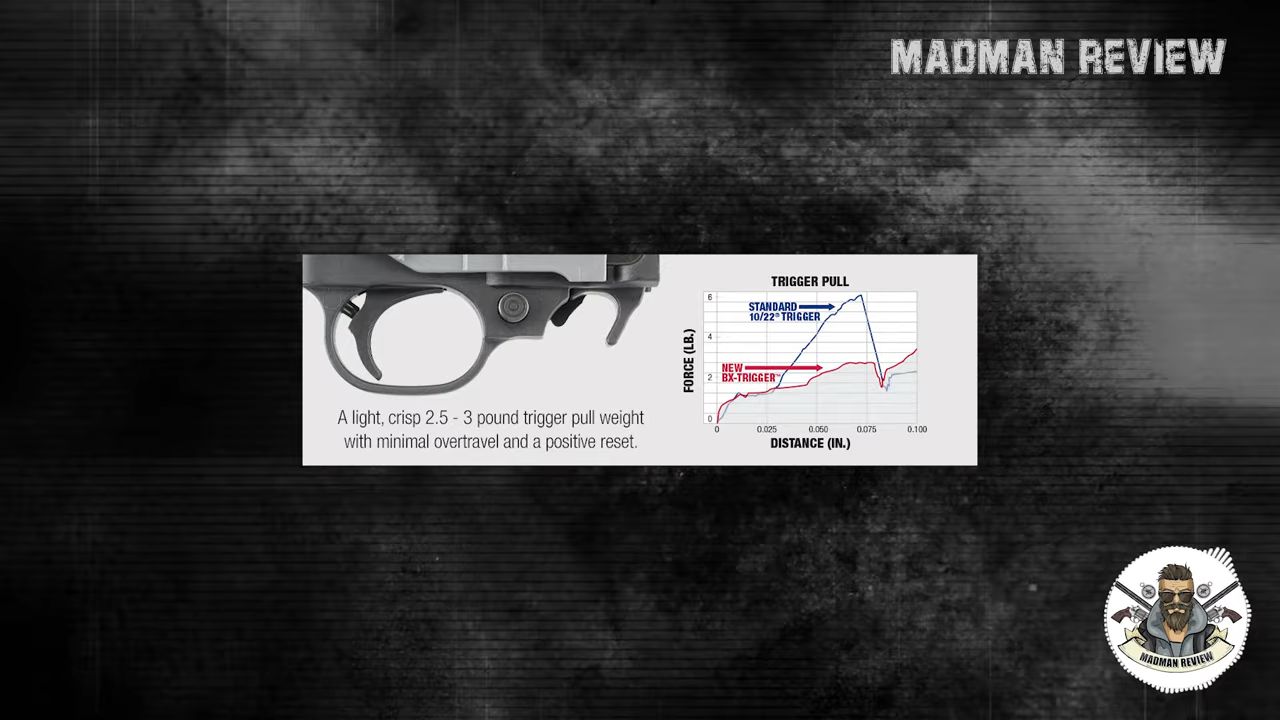 MADMAN REVIEW
A light, crisp 2.5 - 3 pound trigger pull weight
with minimal overtravel and a positive reset.
TRIGGER PULL
FORCE (LB.)
6
4
2
0
STANDARD
10/22® TRIGGER
NEW
BX-TRIGGER™
0 0.025 0.050 0.075 0.100
DISTANCE (IN.)
MADMAN REVIEW